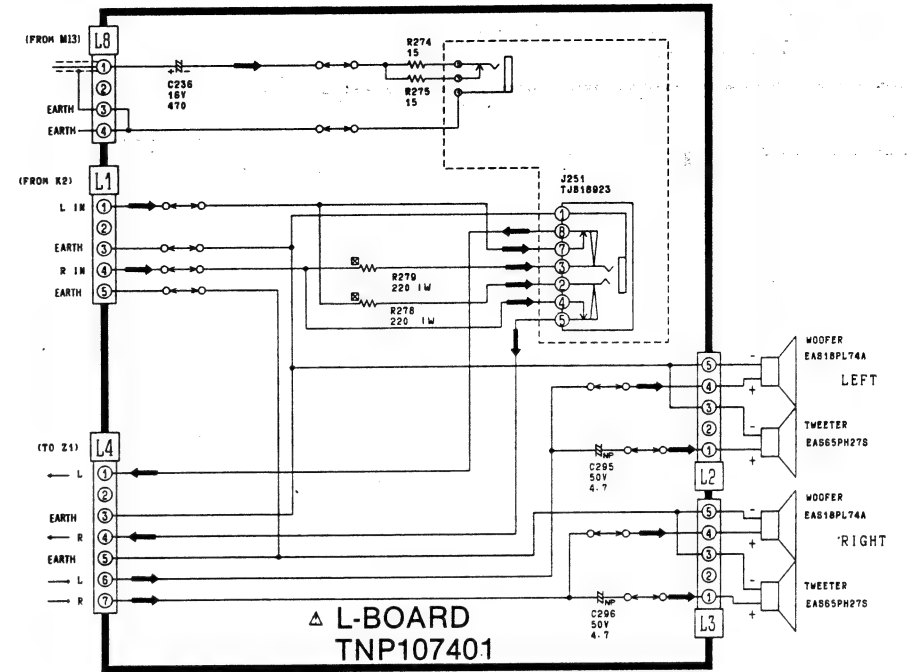 (FROM M13)
L8
1
2
EARTH 3
EARTH 4
C236
16V
470
R274
15
R275
15
(FROM K2)
L1
L IN 1
2
EARTH 3
R IN 4
EARTH 5
J251
TJB18923
1
8
7
3
2
4
5
R279
220 1W
R278
220 1W
(TO Z1)
L4
L 1
2
EARTH 3
R 4
EARTH 5
L 6
R 7
5
4
3
2
1
L2
WOOFER
EAS18PL74A
LEFT
TWEETER
EAS65PH27S
- +
- +
NP
C295
50V
4.7
5
4
3
2
1
L3
WOOFER
EAS18PL74A
RIGHT
TWEETER
EAS65PH27S
- +
- +
NP
C296
50V
4.7
+
⚠ L-BOARD
TNP107401